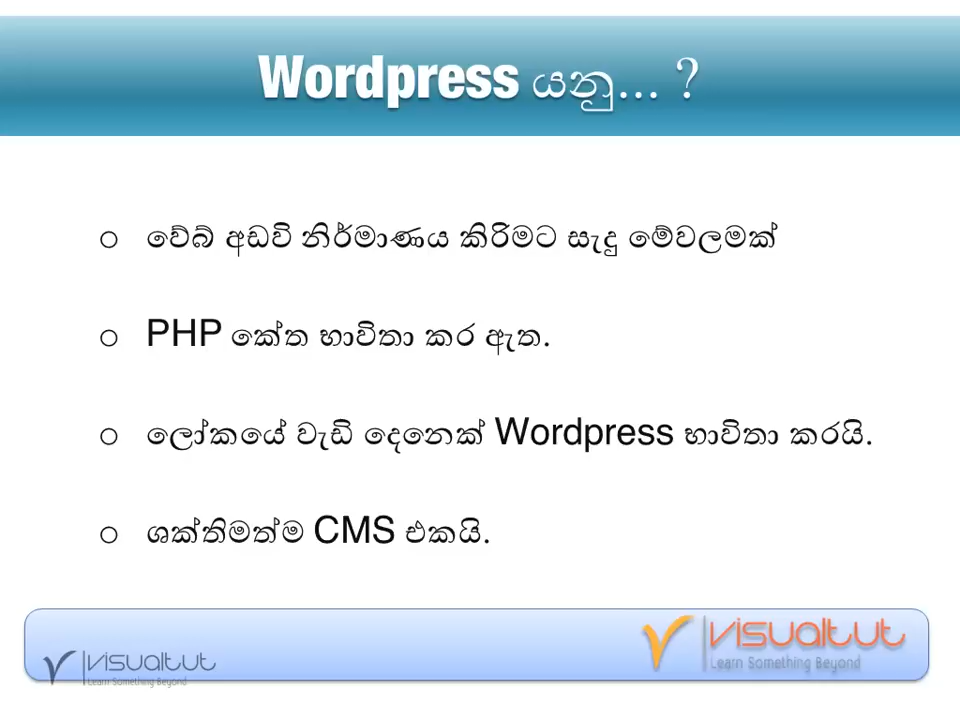 Wordpress යනු... ?
වේබ් අඩවි නිර්මාණය කිරිමට සැදු මේවලමක්
PHP කේත භාවිතා කර ඇත.
ලෝකයේ වැඩි දෙනෙක් Wordpress භාවිතා කරයි.
ශක්තිමත්ම CMS එකයි.
visualtut
Learn Something Beyond
visualtut
Learn Something Beyond